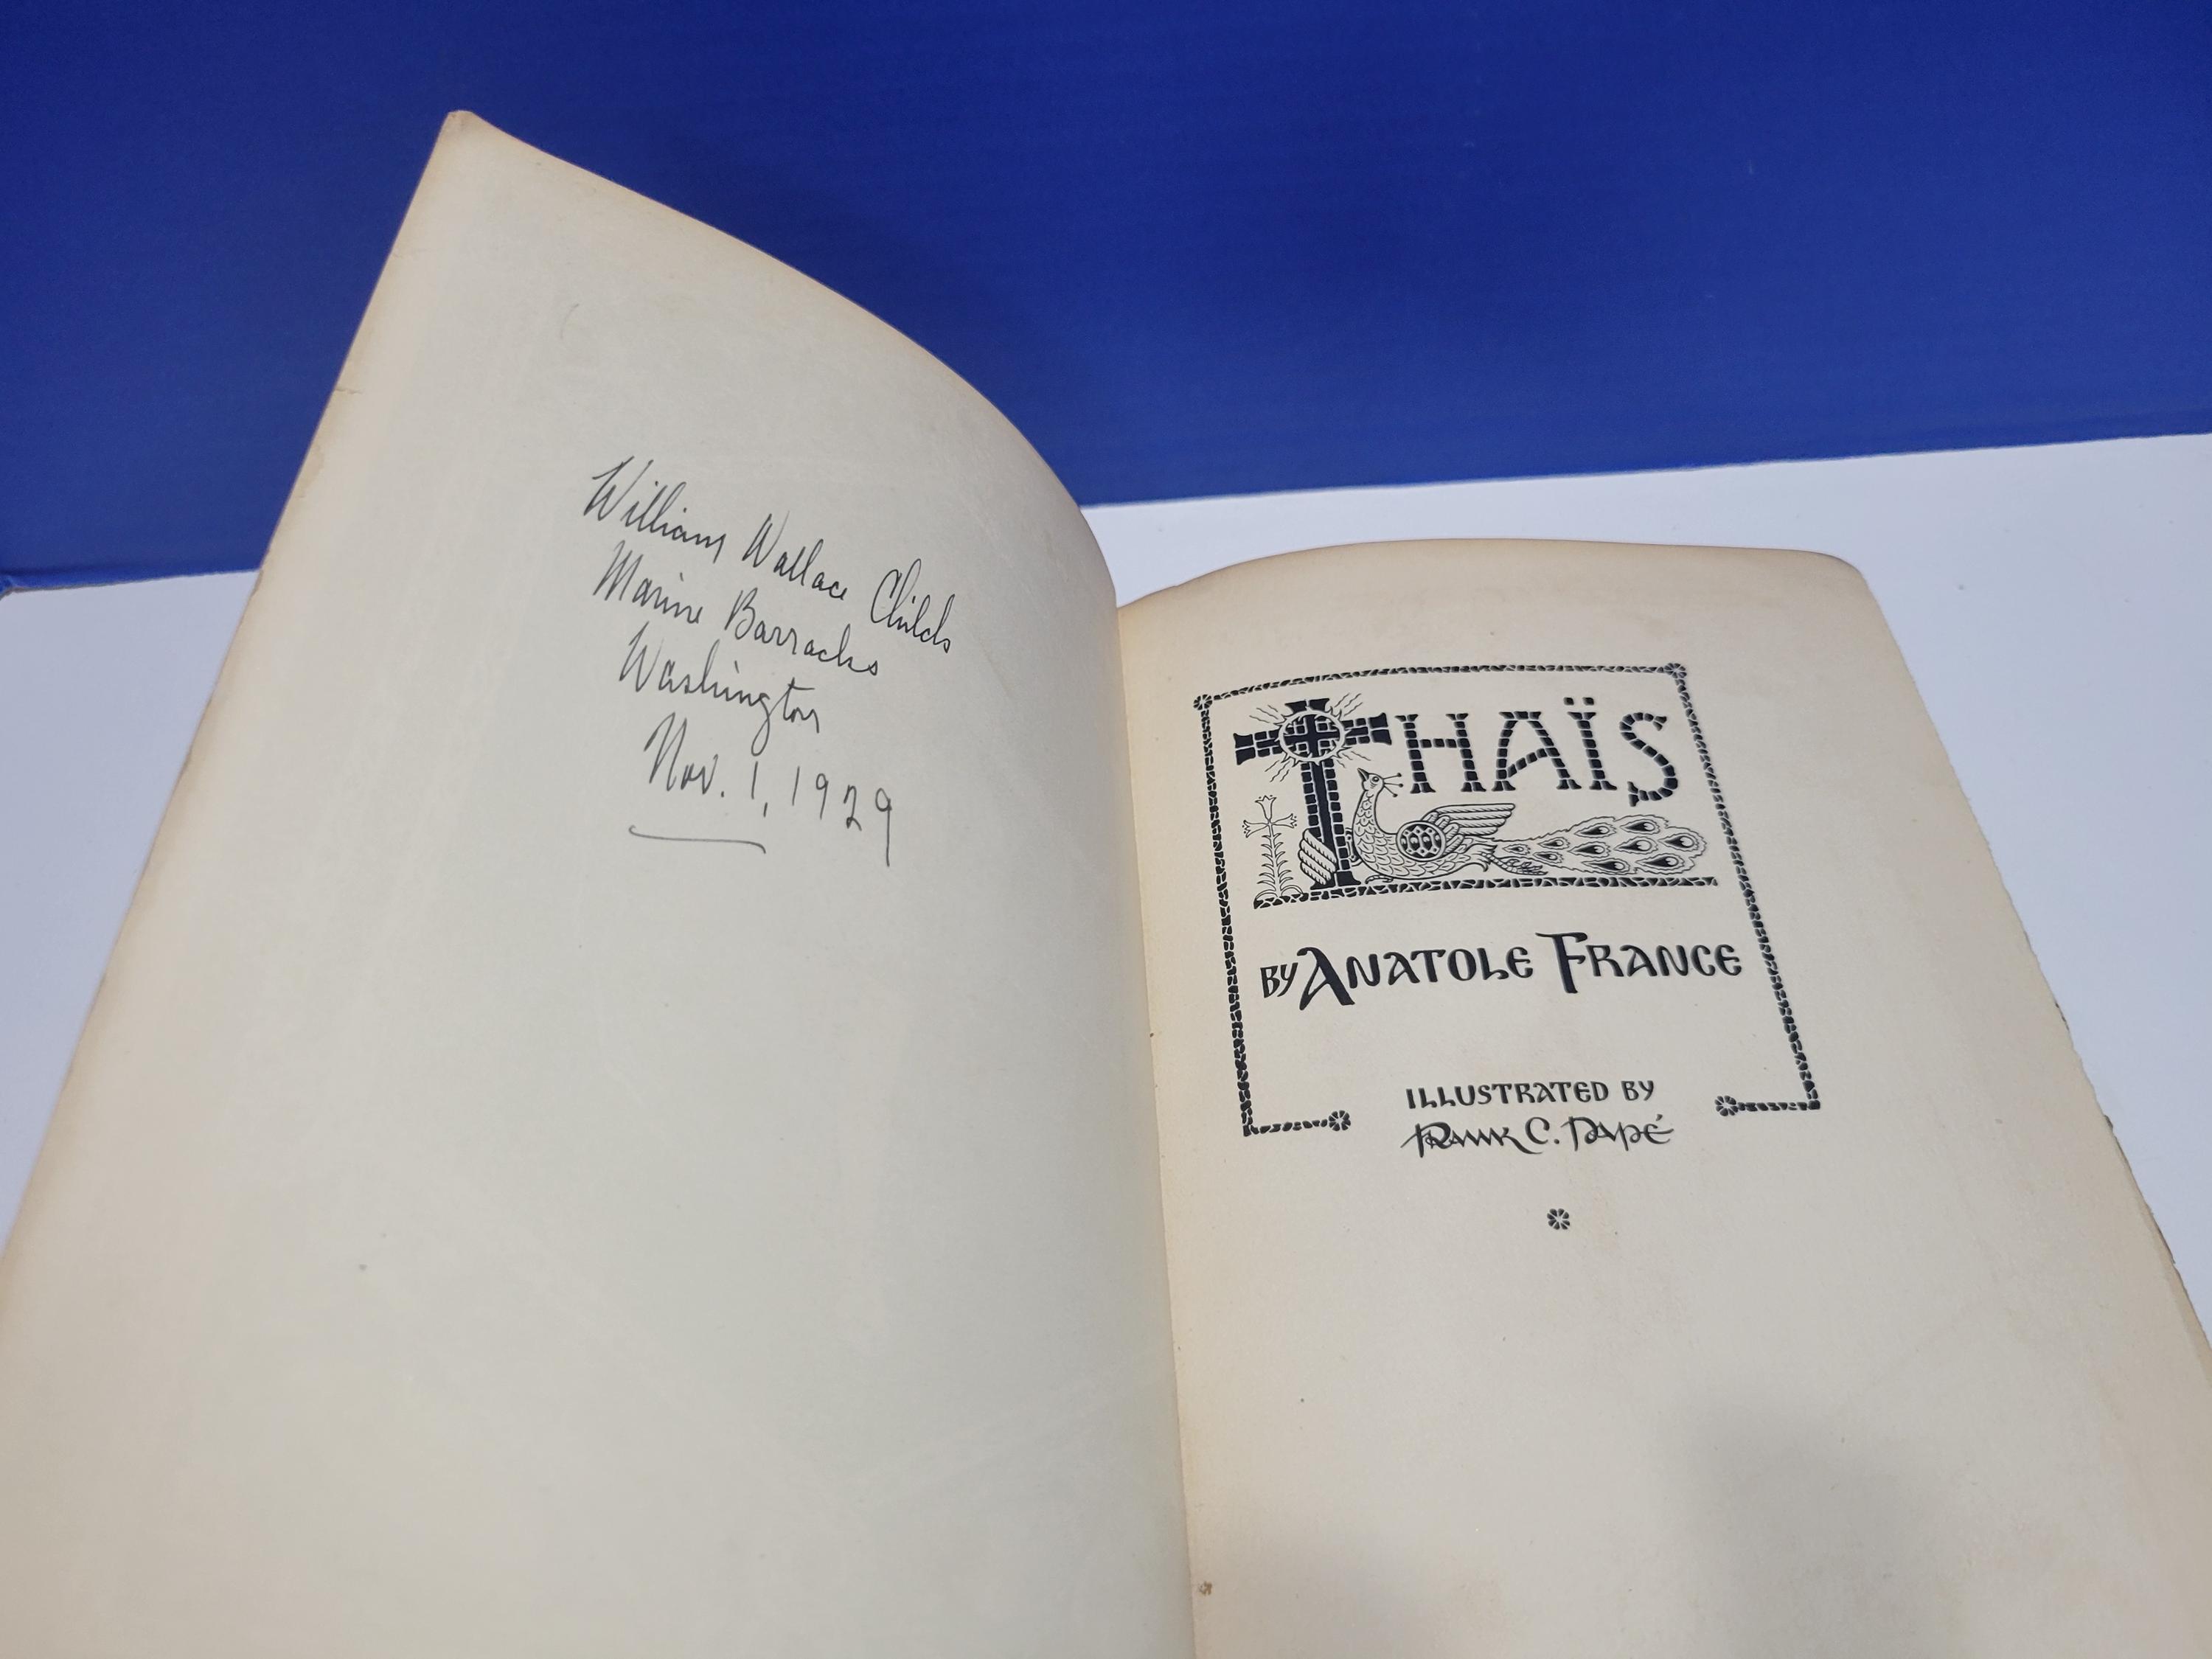 William Wallace Childs
Marine Barracks
Washington
Nov. 1, 1929
THAÏS
BY ANATOLE FRANCE
ILLUSTRATED BY
FRANK C. PAPÉ